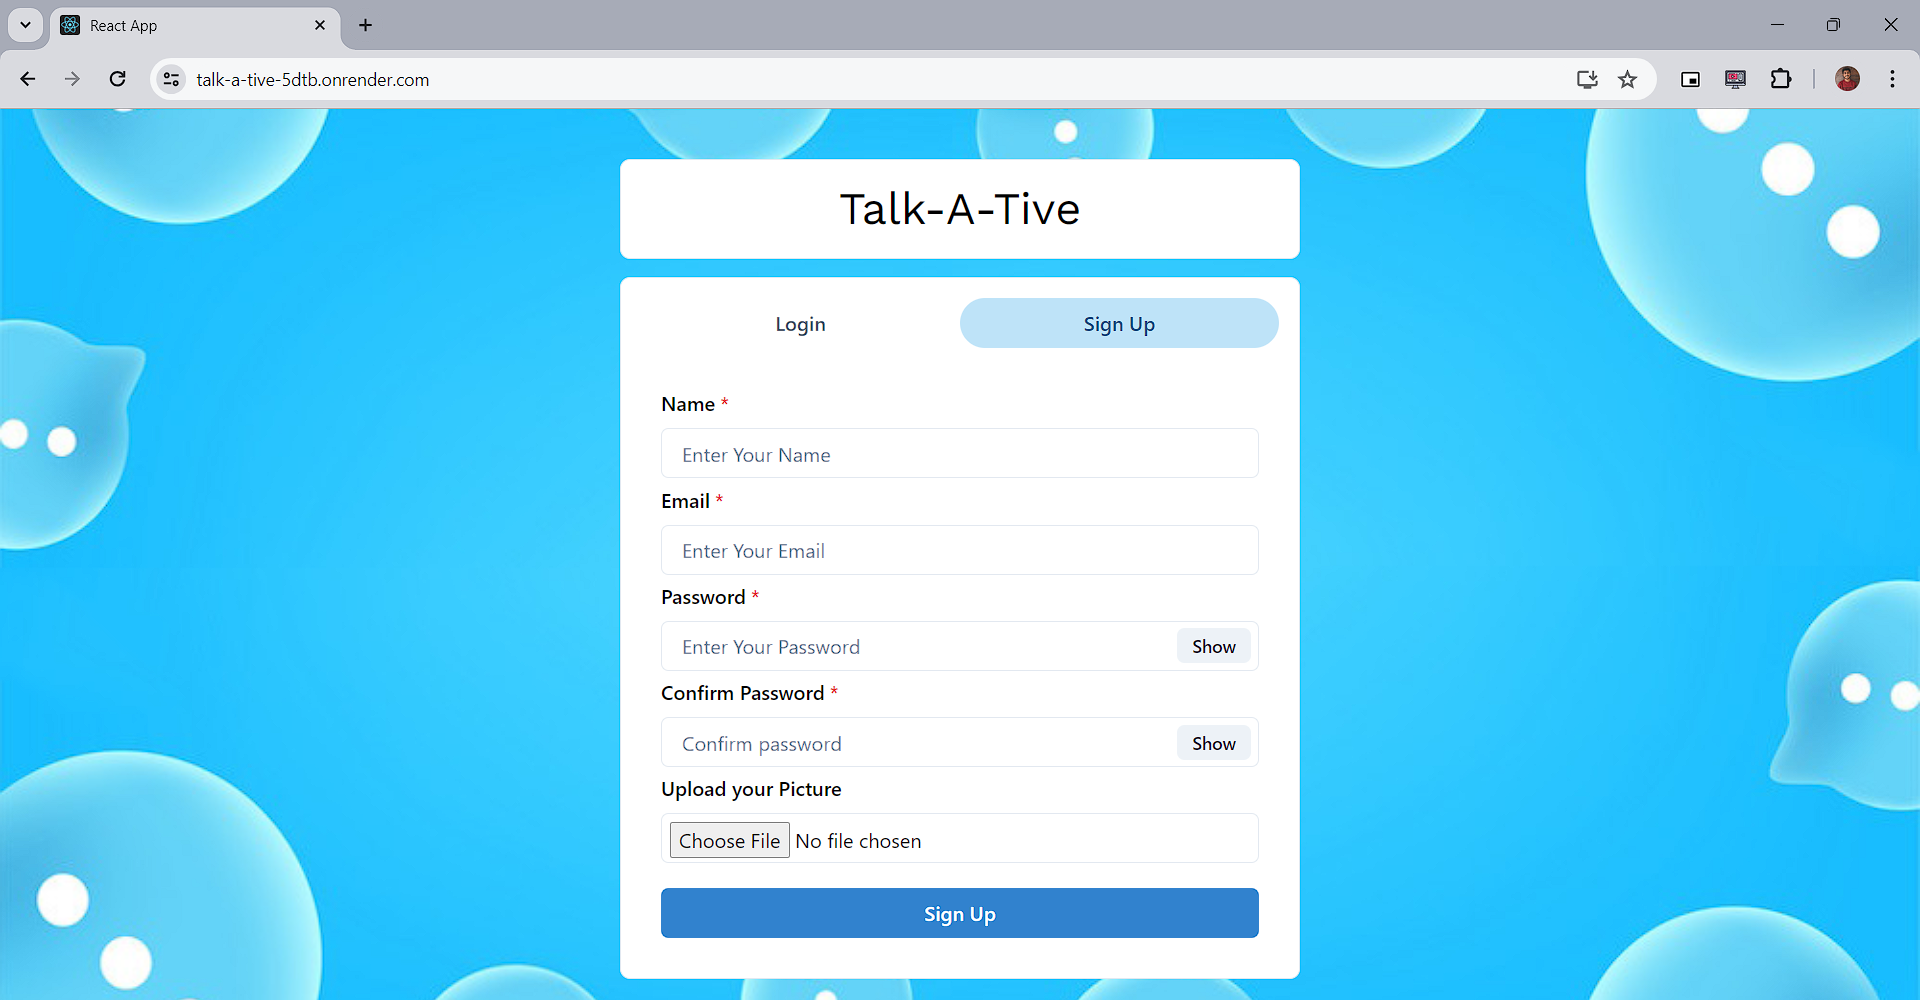 React App
talk-a-tive-5dtb.onrender.com
Talk-A-Tive
Login
Sign Up
Name *
Enter Your Name
Email *
Enter Your Email
Password *
Enter Your Password
Show
Confirm Password *
Confirm password
Show
Upload your Picture
Choose File No file chosen
Sign Up